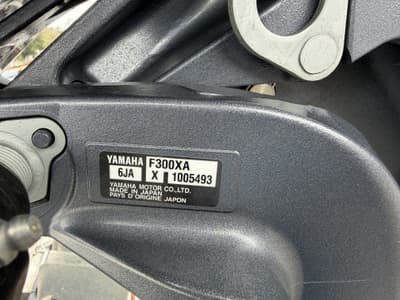 YAMAHA F300XA
6JA X 1005493
YAMAHA MOTOR CO.,LTD.
MADE IN JAPAN
PAYS D'ORIGINE JAPON